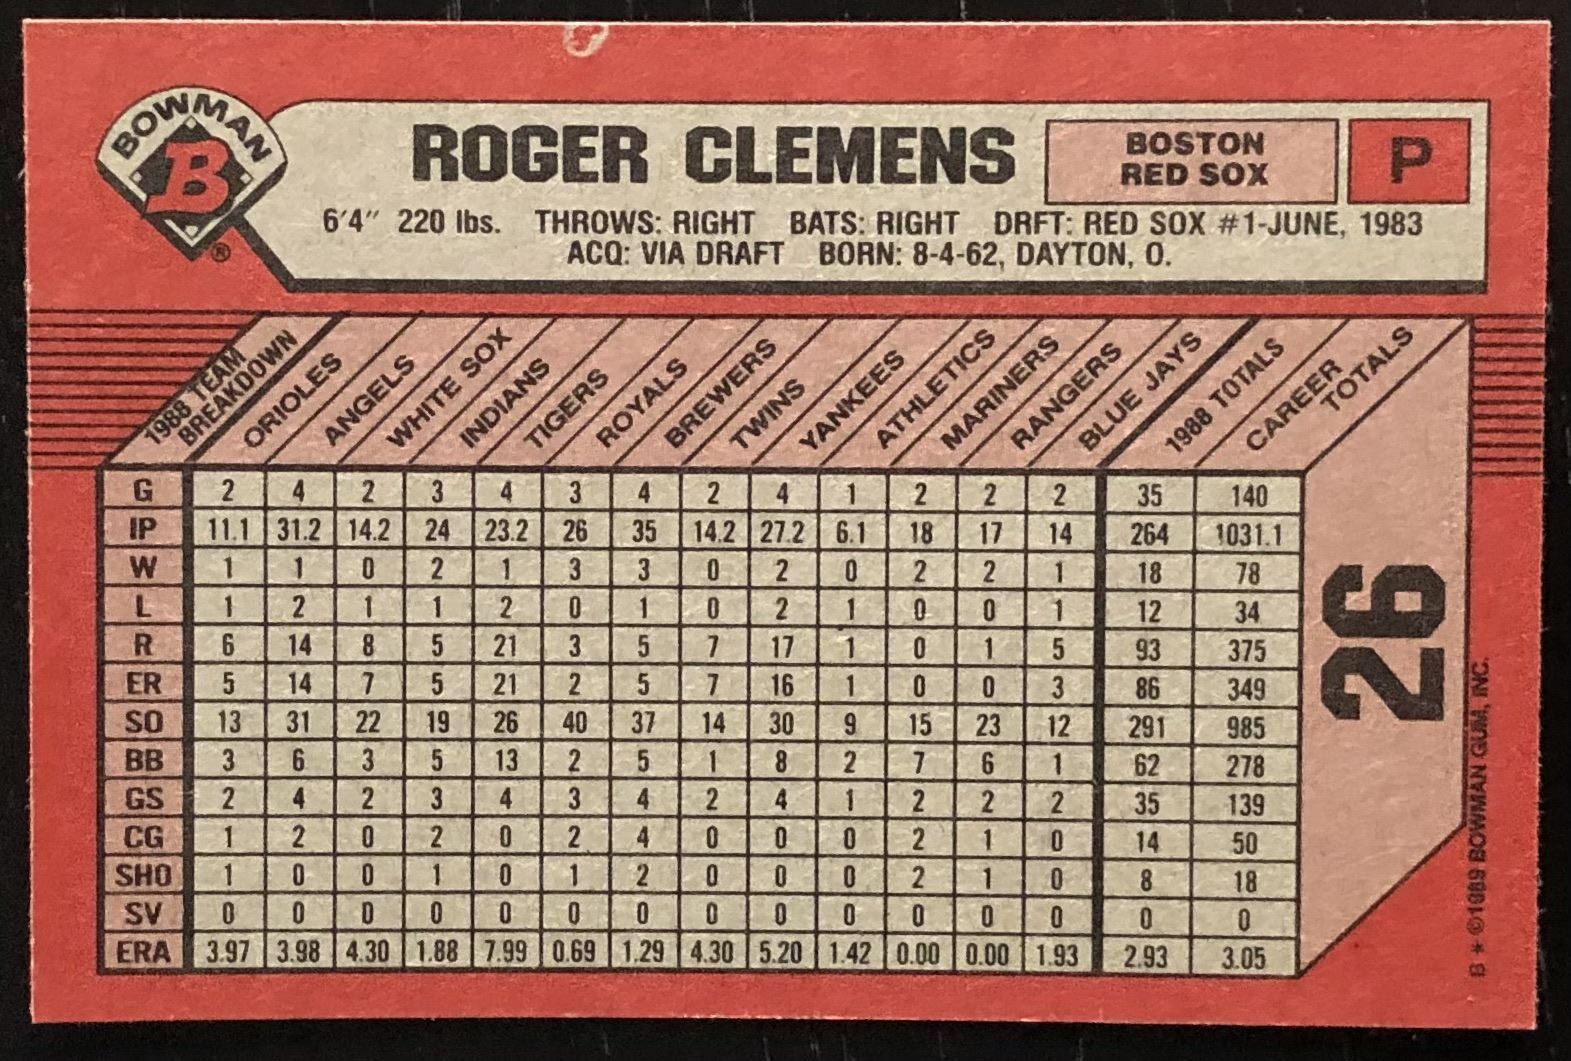 BOWMAN
B
®
ROGER CLEMENS
BOSTON
RED SOX
P
6'4" 220 lbs. THROWS: RIGHT BATS: RIGHT DRFT: RED SOX #1-JUNE, 1983
ACQ: VIA DRAFT BORN: 8-4-62, DAYTON, O.
1988 TEAM BREAKDOWN ORIOLES ANGELS WHITE SOX INDIANS TIGERS ROYALS BREWERS TWINS YANKEES ATHLETICS MARINERS RANGERS BLUE JAYS 1988 TOTALS CAREER TOTALS
G 2 4 2 3 4 3 4 2 4 1 2 2 2 35 140
IP 11.1 31.2 14.2 24 23.2 26 35 14.2 27.2 6.1 18 17 14 264 1031.1
W 1 1 0 2 1 3 3 0 2 0 2 2 1 18 78
L 1 2 1 1 2 0 1 0 2 1 0 0 1 12 34
R 6 14 8 5 21 3 5 7 17 1 0 1 5 93 375
ER 5 14 7 5 21 2 5 7 16 1 0 0 3 86 349
SO 13 31 22 19 26 40 37 14 30 9 15 23 12 291 985
BB 3 6 3 5 13 2 5 1 8 2 7 6 1 62 278
GS 2 4 2 3 4 3 4 2 4 1 2 2 2 35 139
CG 1 2 0 2 0 2 4 0 0 0 2 1 0 14 50
SHO 1 0 0 1 0 1 2 0 0 0 2 1 0 8 18
SV 0 0 0 0 0 0 0 0 0 0 0 0 0 0 0
ERA 3.97 3.98 4.30 1.88 7.99 0.69 1.29 4.30 5.20 1.42 0.00 0.00 1.93 2.93 3.05
26
B * ©1989 BOWMAN GUM, INC.